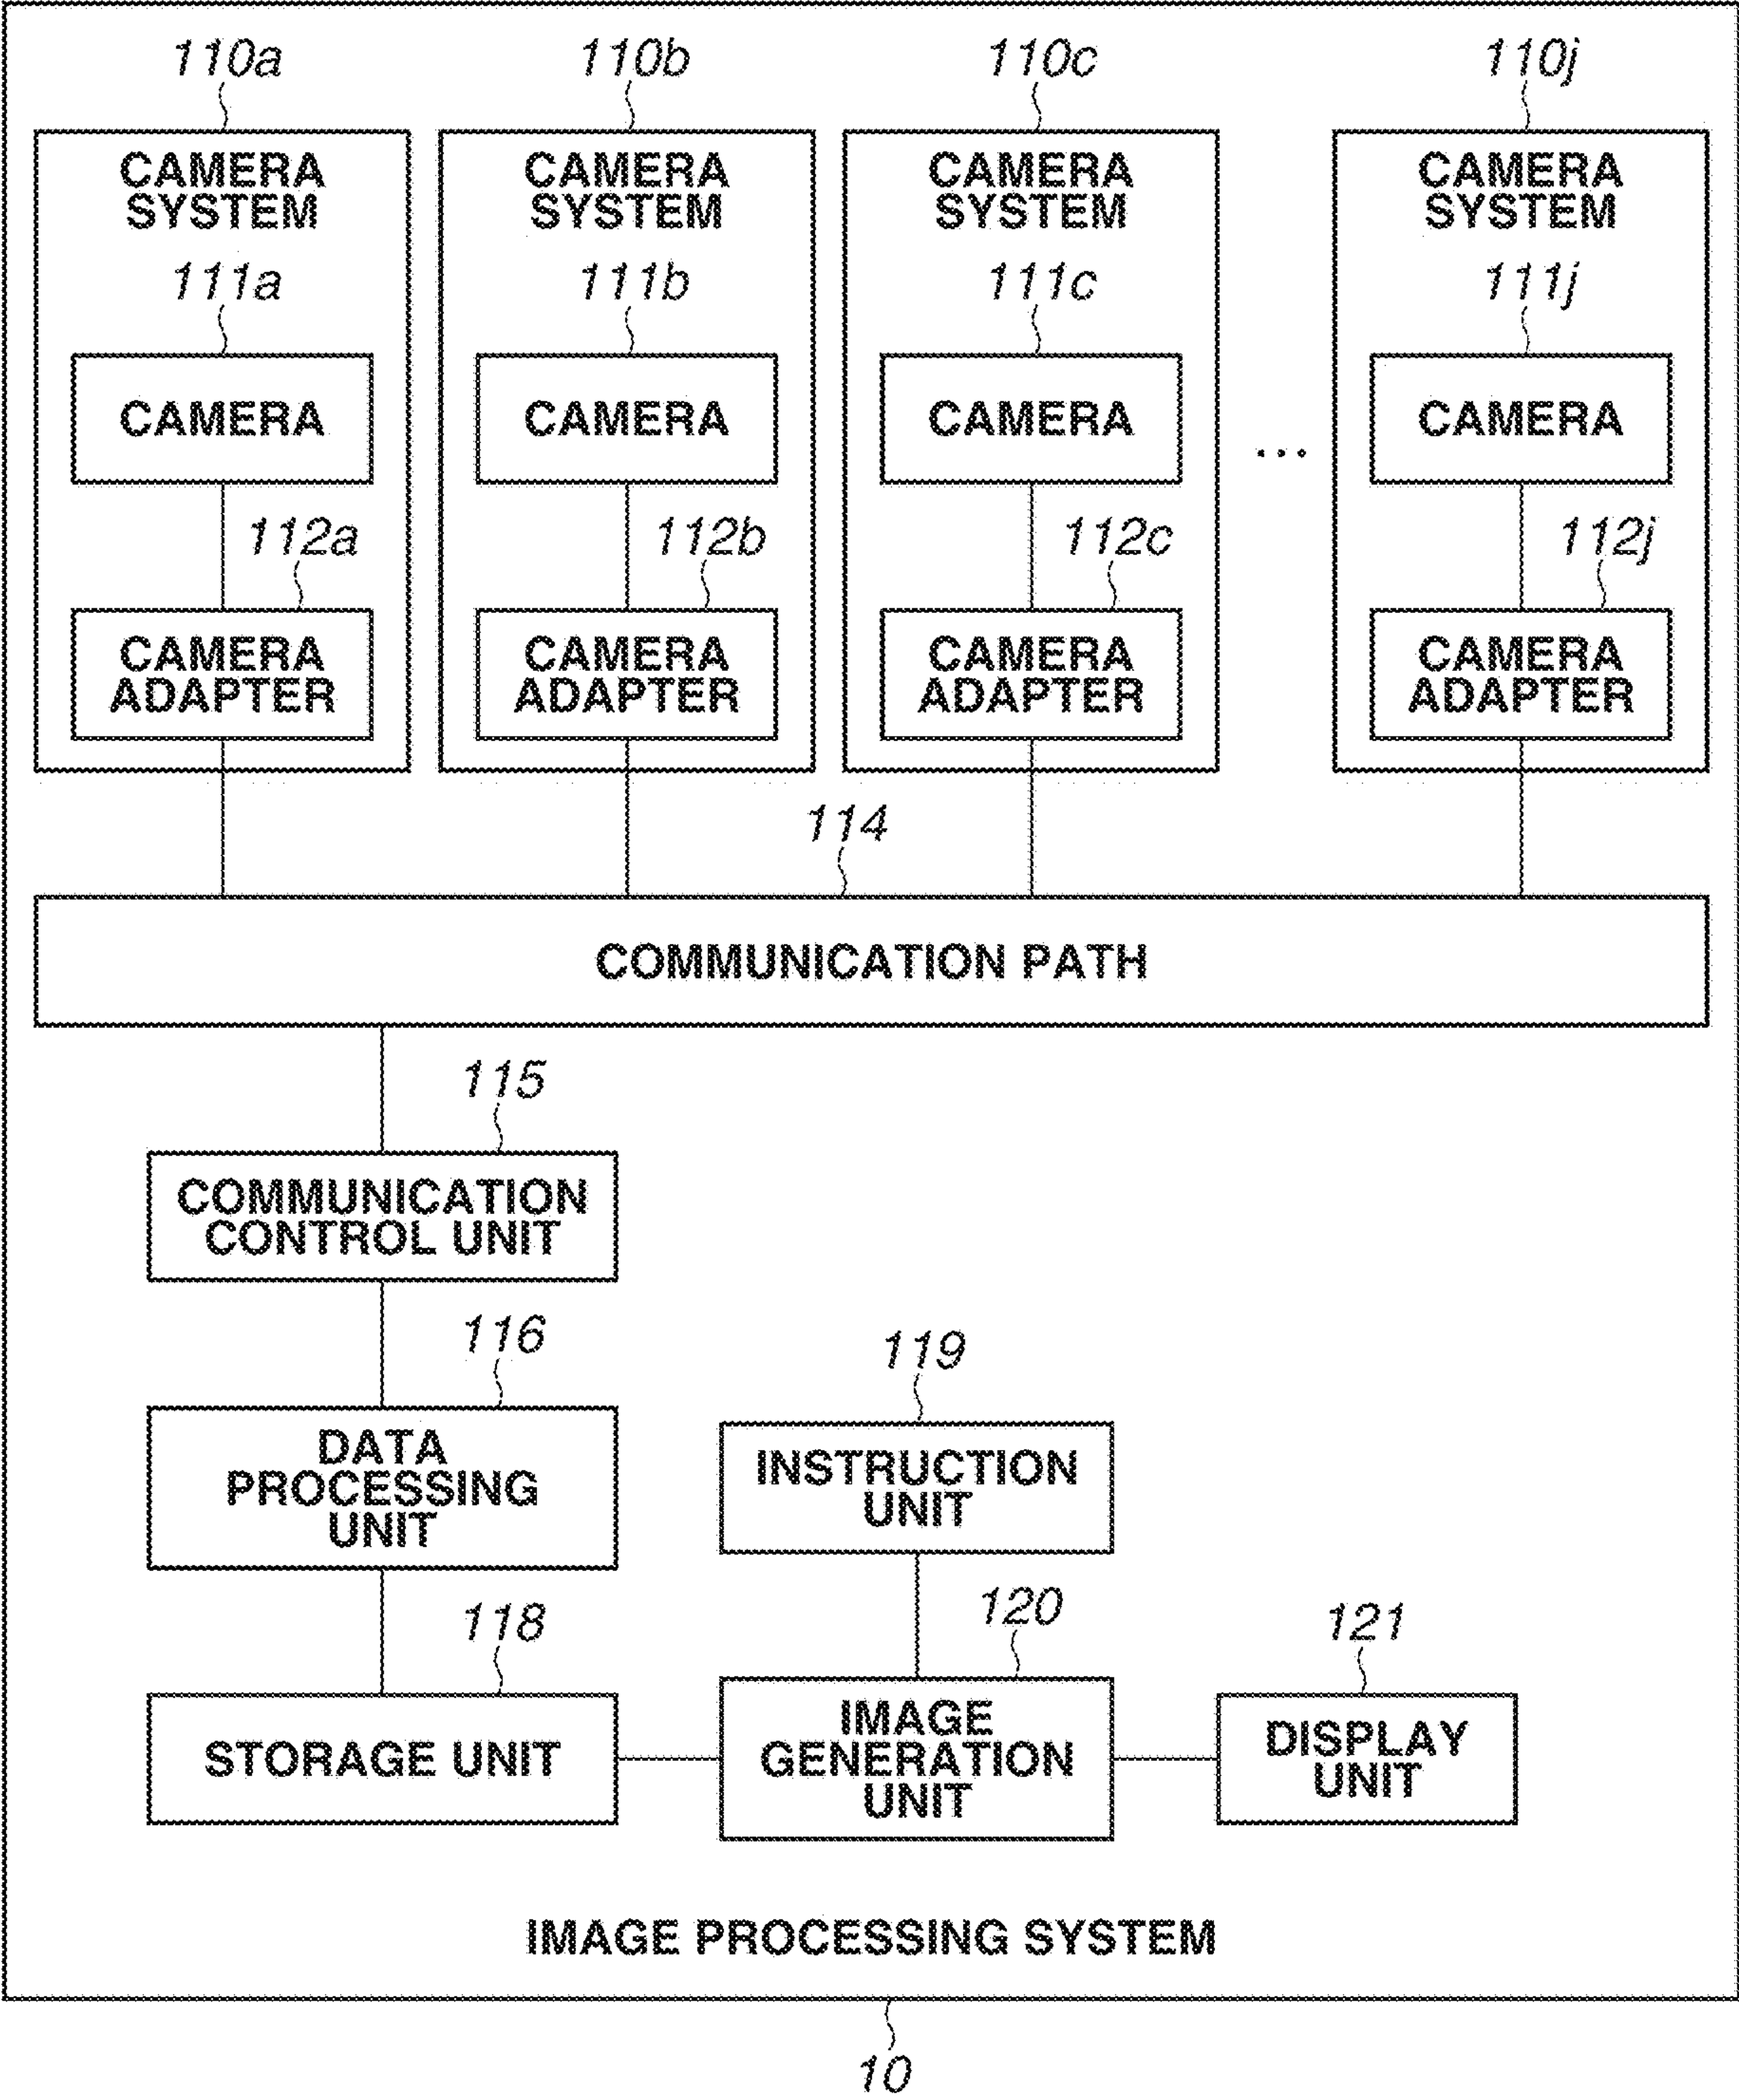 110a 110b 110c 110j
CAMERA SYSTEM CAMERA SYSTEM CAMERA SYSTEM CAMERA SYSTEM
111a 111b 111c 111j
CAMERA CAMERA CAMERA ... CAMERA
112a 112b 112c 112j
CAMERA ADAPTER CAMERA ADAPTER CAMERA ADAPTER CAMERA ADAPTER
114
COMMUNICATION PATH
115
COMMUNICATION
CONTROL UNIT
116
DATA
PROCESSING
UNIT
119
INSTRUCTION
UNIT
118
STORAGE UNIT
120
IMAGE
GENERATION
UNIT
121
DISPLAY
UNIT
IMAGE PROCESSING SYSTEM
10